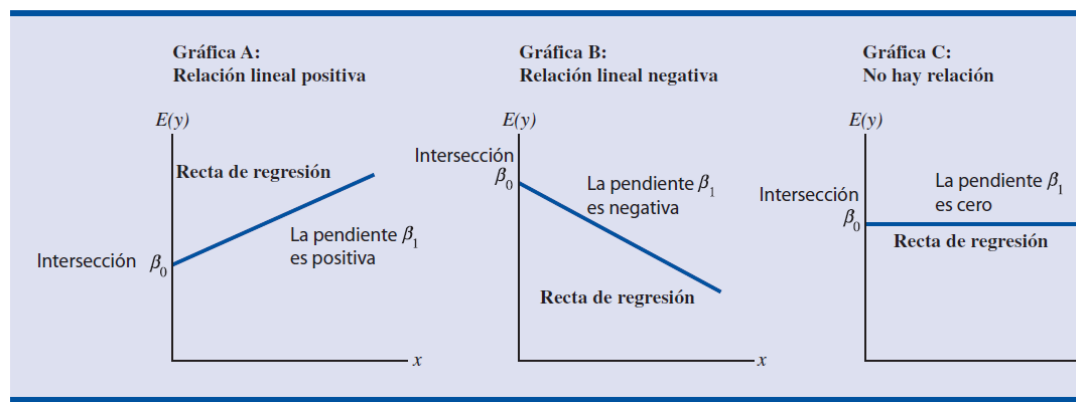 Gráfica A:
Relación lineal positiva
E(y)
Recta de regresión
La pendiente β₁
es positiva
Intersección β₀
x
Gráfica B:
Relación lineal negativa
E(y)
Intersección
β₀
La pendiente β₁
es negativa
Recta de regresión
x
Gráfica C:
No hay relación
E(y)
Intersección
β₀
La pendiente β₁
es cero
Recta de regresión